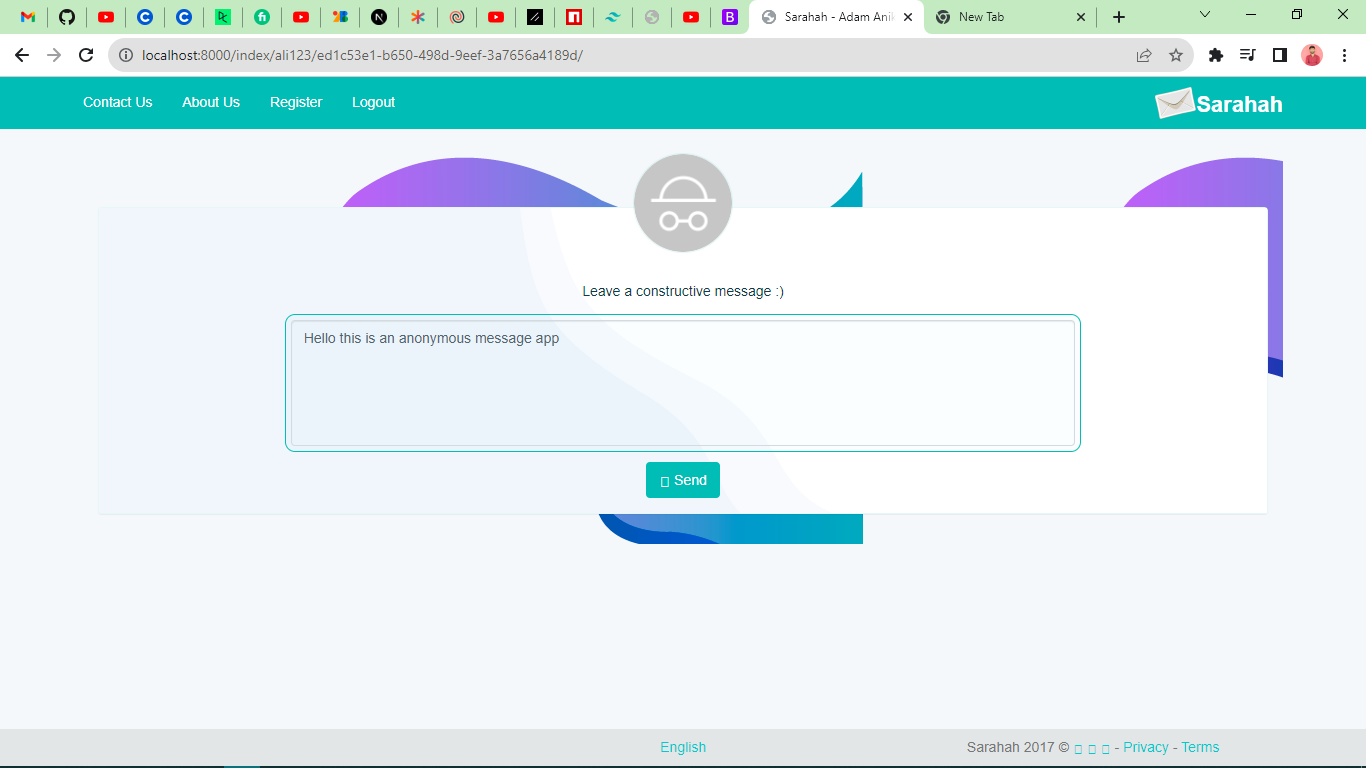 Sarahah - Adam Ani
New Tab
localhost:8000/index/ali123/ed1c53e1-b650-498d-9eef-3a7656a4189d/
Contact Us About Us Register Logout Sarahah
Leave a constructive message :)
Hello this is an anonymous message app
Send
English
Sarahah 2017 © - Privacy - Terms